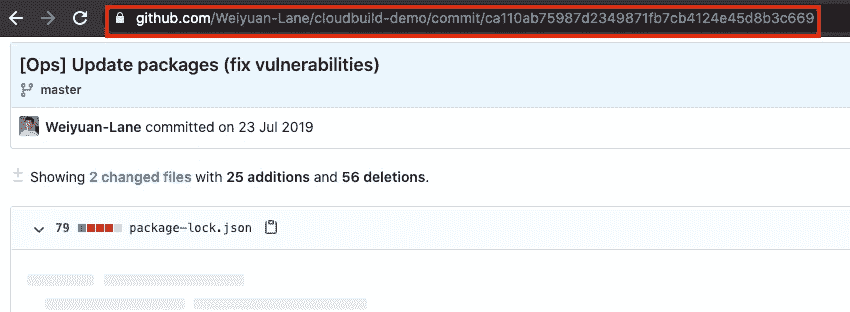 github.com/Weiyuan-Lane/cloudbuild-demo/commit/ca110ab75987d2349871fb7cb4124e45d8b3c669
[Ops] Update packages (fix vulnerabilities)
master
Weiyuan-Lane committed on 23 Jul 2019
Showing 2 changed files with 25 additions and 56 deletions.
79 package-lock.json